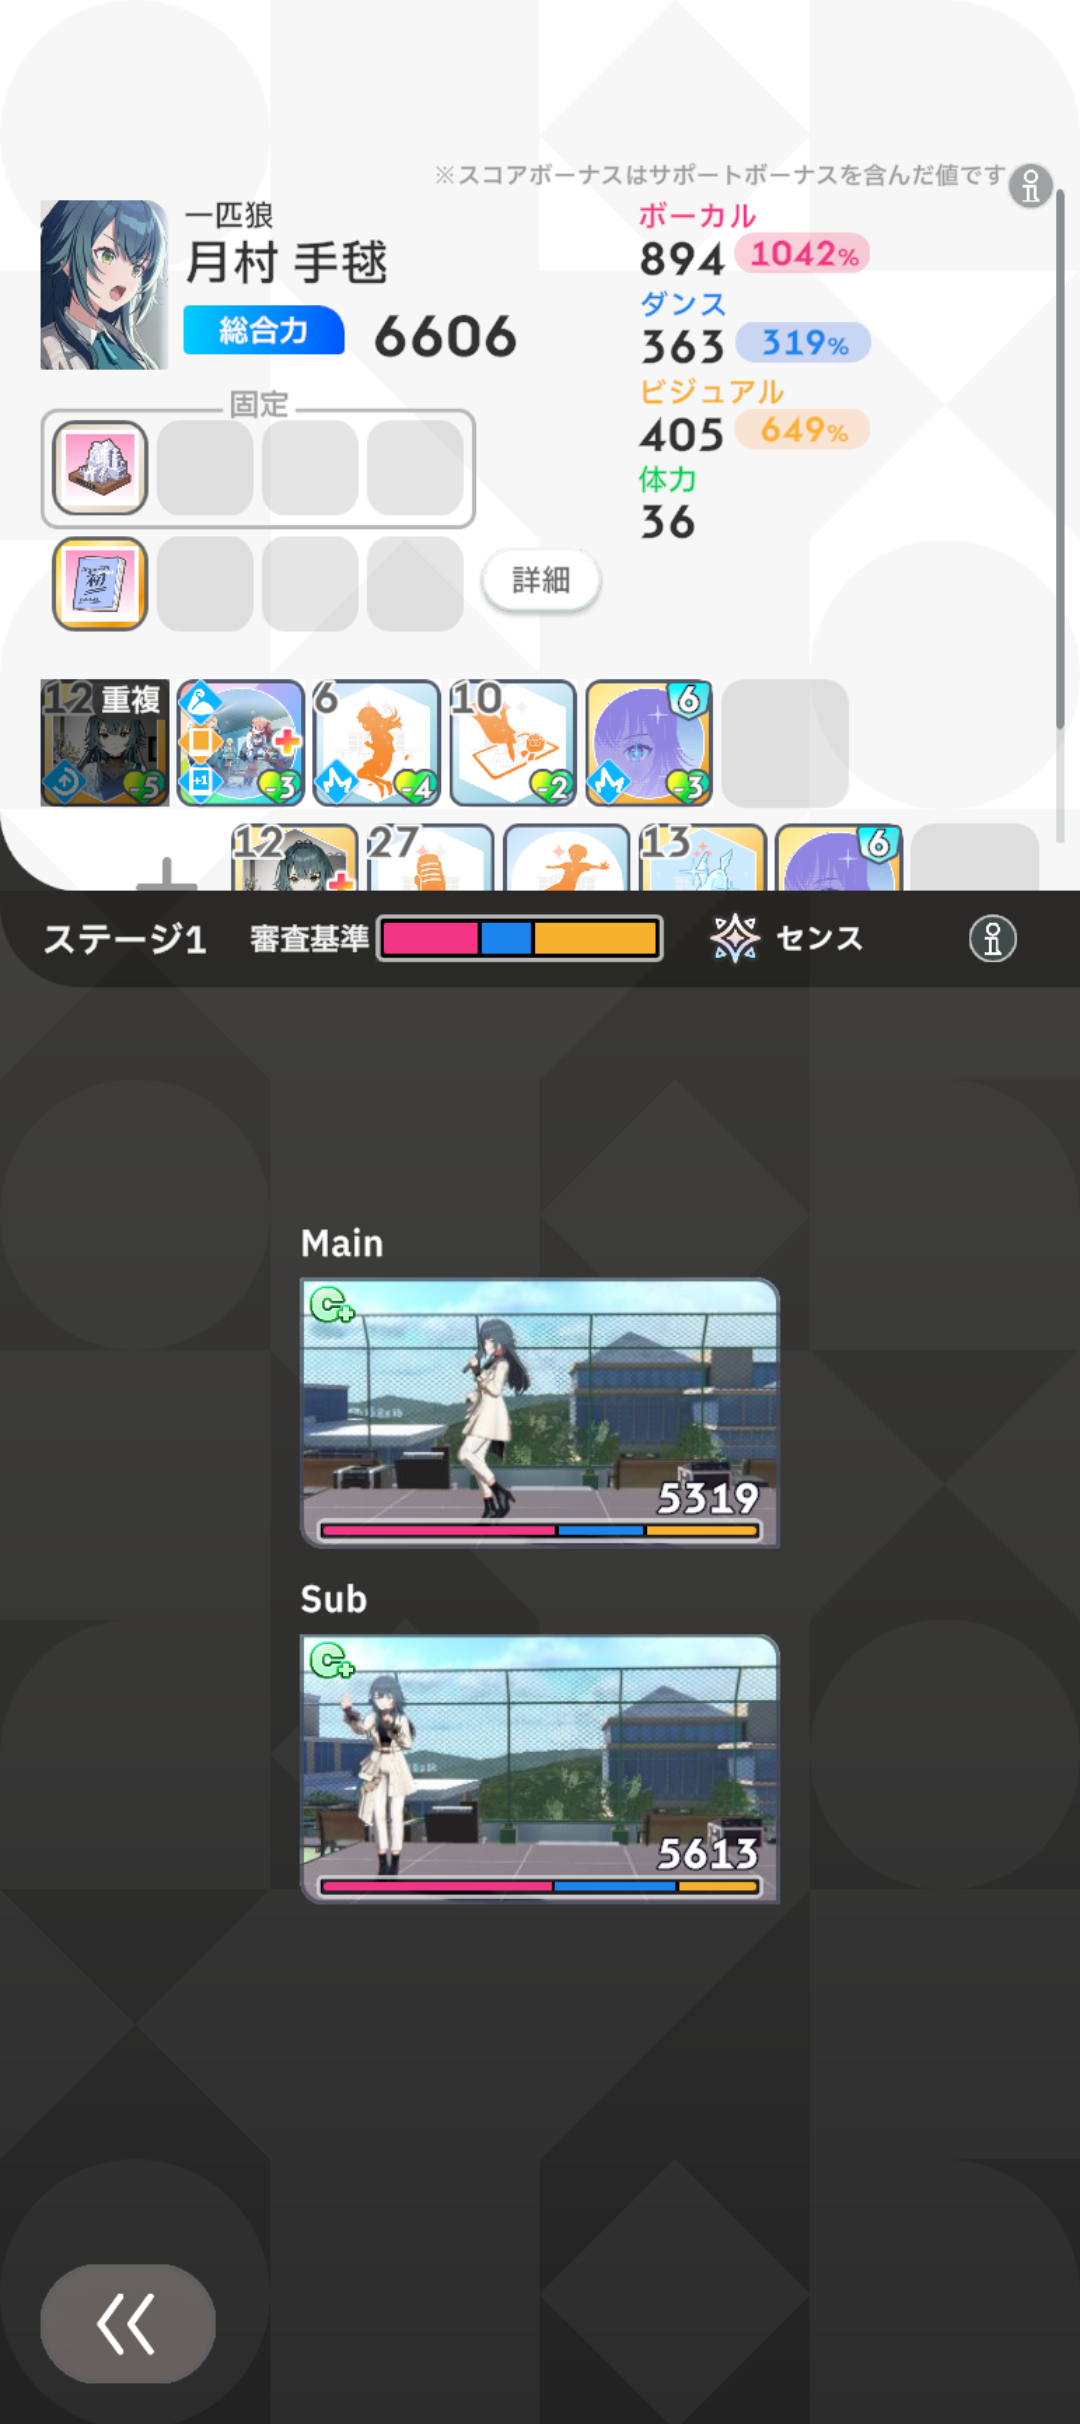 ※スコアボーナスはサポートボーナスを含んだ値です
一匹狼
月村 手毬
総合力 6606
ボーカル
894 1042%
ダンス
363 319%
ビジュアル
405 649%
体力
36
固定
初
詳細
12 重複 -5
+1 -3
6 -4
10 -2
6 -3
12
27
13
6
ステージ1 審査基準 センス
Main
C+
5319
Sub
C+
5613